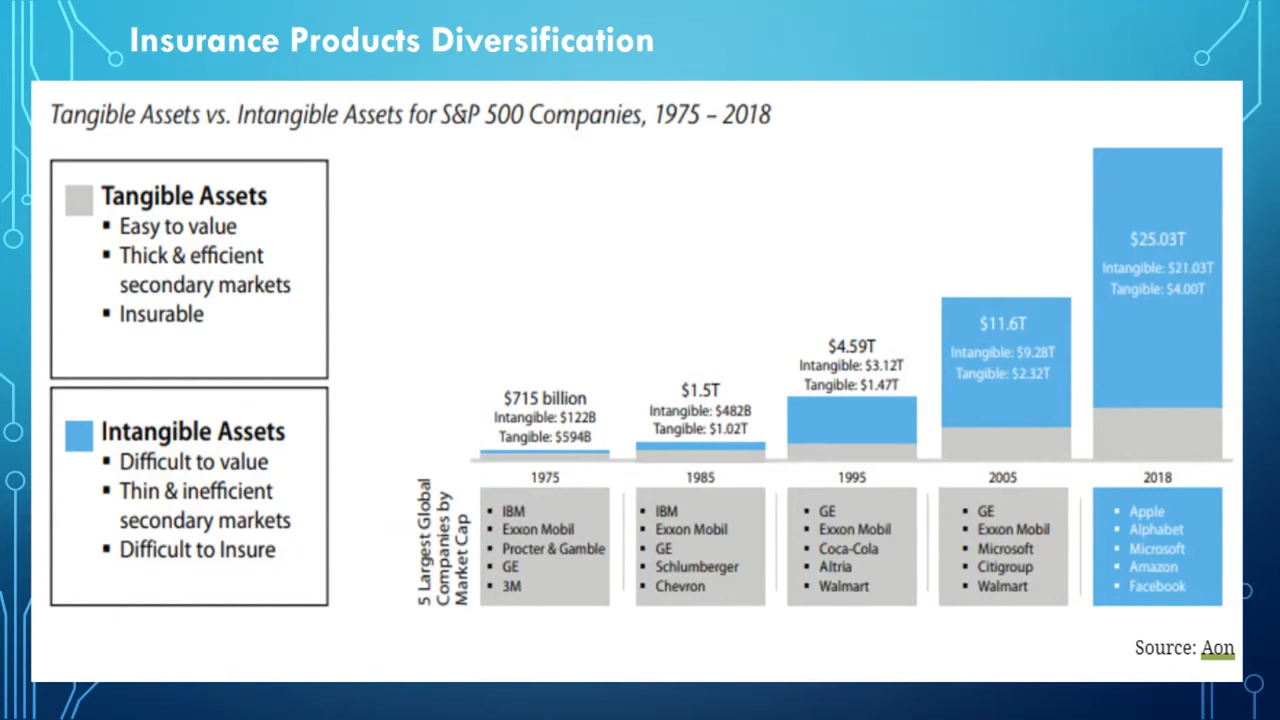 Insurance Products Diversification
Tangible Assets vs. Intangible Assets for S&P 500 Companies, 1975 – 2018
Tangible Assets
▪ Easy to value
▪ Thick & efficient
secondary markets
▪ Insurable
Intangible Assets
▪ Difficult to value
▪ Thin & inefficient
secondary markets
▪ Difficult to Insure
$715 billion
Intangible: $122B
Tangible: $594B
$1.5T
Intangible: $482B
Tangible: $1.02T
$4.59T
Intangible: $3.12T
Tangible: $1.47T
$11.6T
Intangible: $9.28T
Tangible: $2.32T
$25.03T
Intangible: $21.03T
Tangible: $4.00T
5 Largest Global
Companies by
Market Cap
1975
▪ IBM
▪ Exxon Mobil
▪ Procter & Gamble
▪ GE
▪ 3M
1985
▪ IBM
▪ Exxon Mobil
▪ GE
▪ Schlumberger
▪ Chevron
1995
▪ GE
▪ Exxon Mobil
▪ Coca-Cola
▪ Altria
▪ Walmart
2005
▪ GE
▪ Exxon Mobil
▪ Microsoft
▪ Citigroup
▪ Walmart
2018
▪ Apple
▪ Alphabet
▪ Microsoft
▪ Amazon
▪ Facebook
Source: Aon